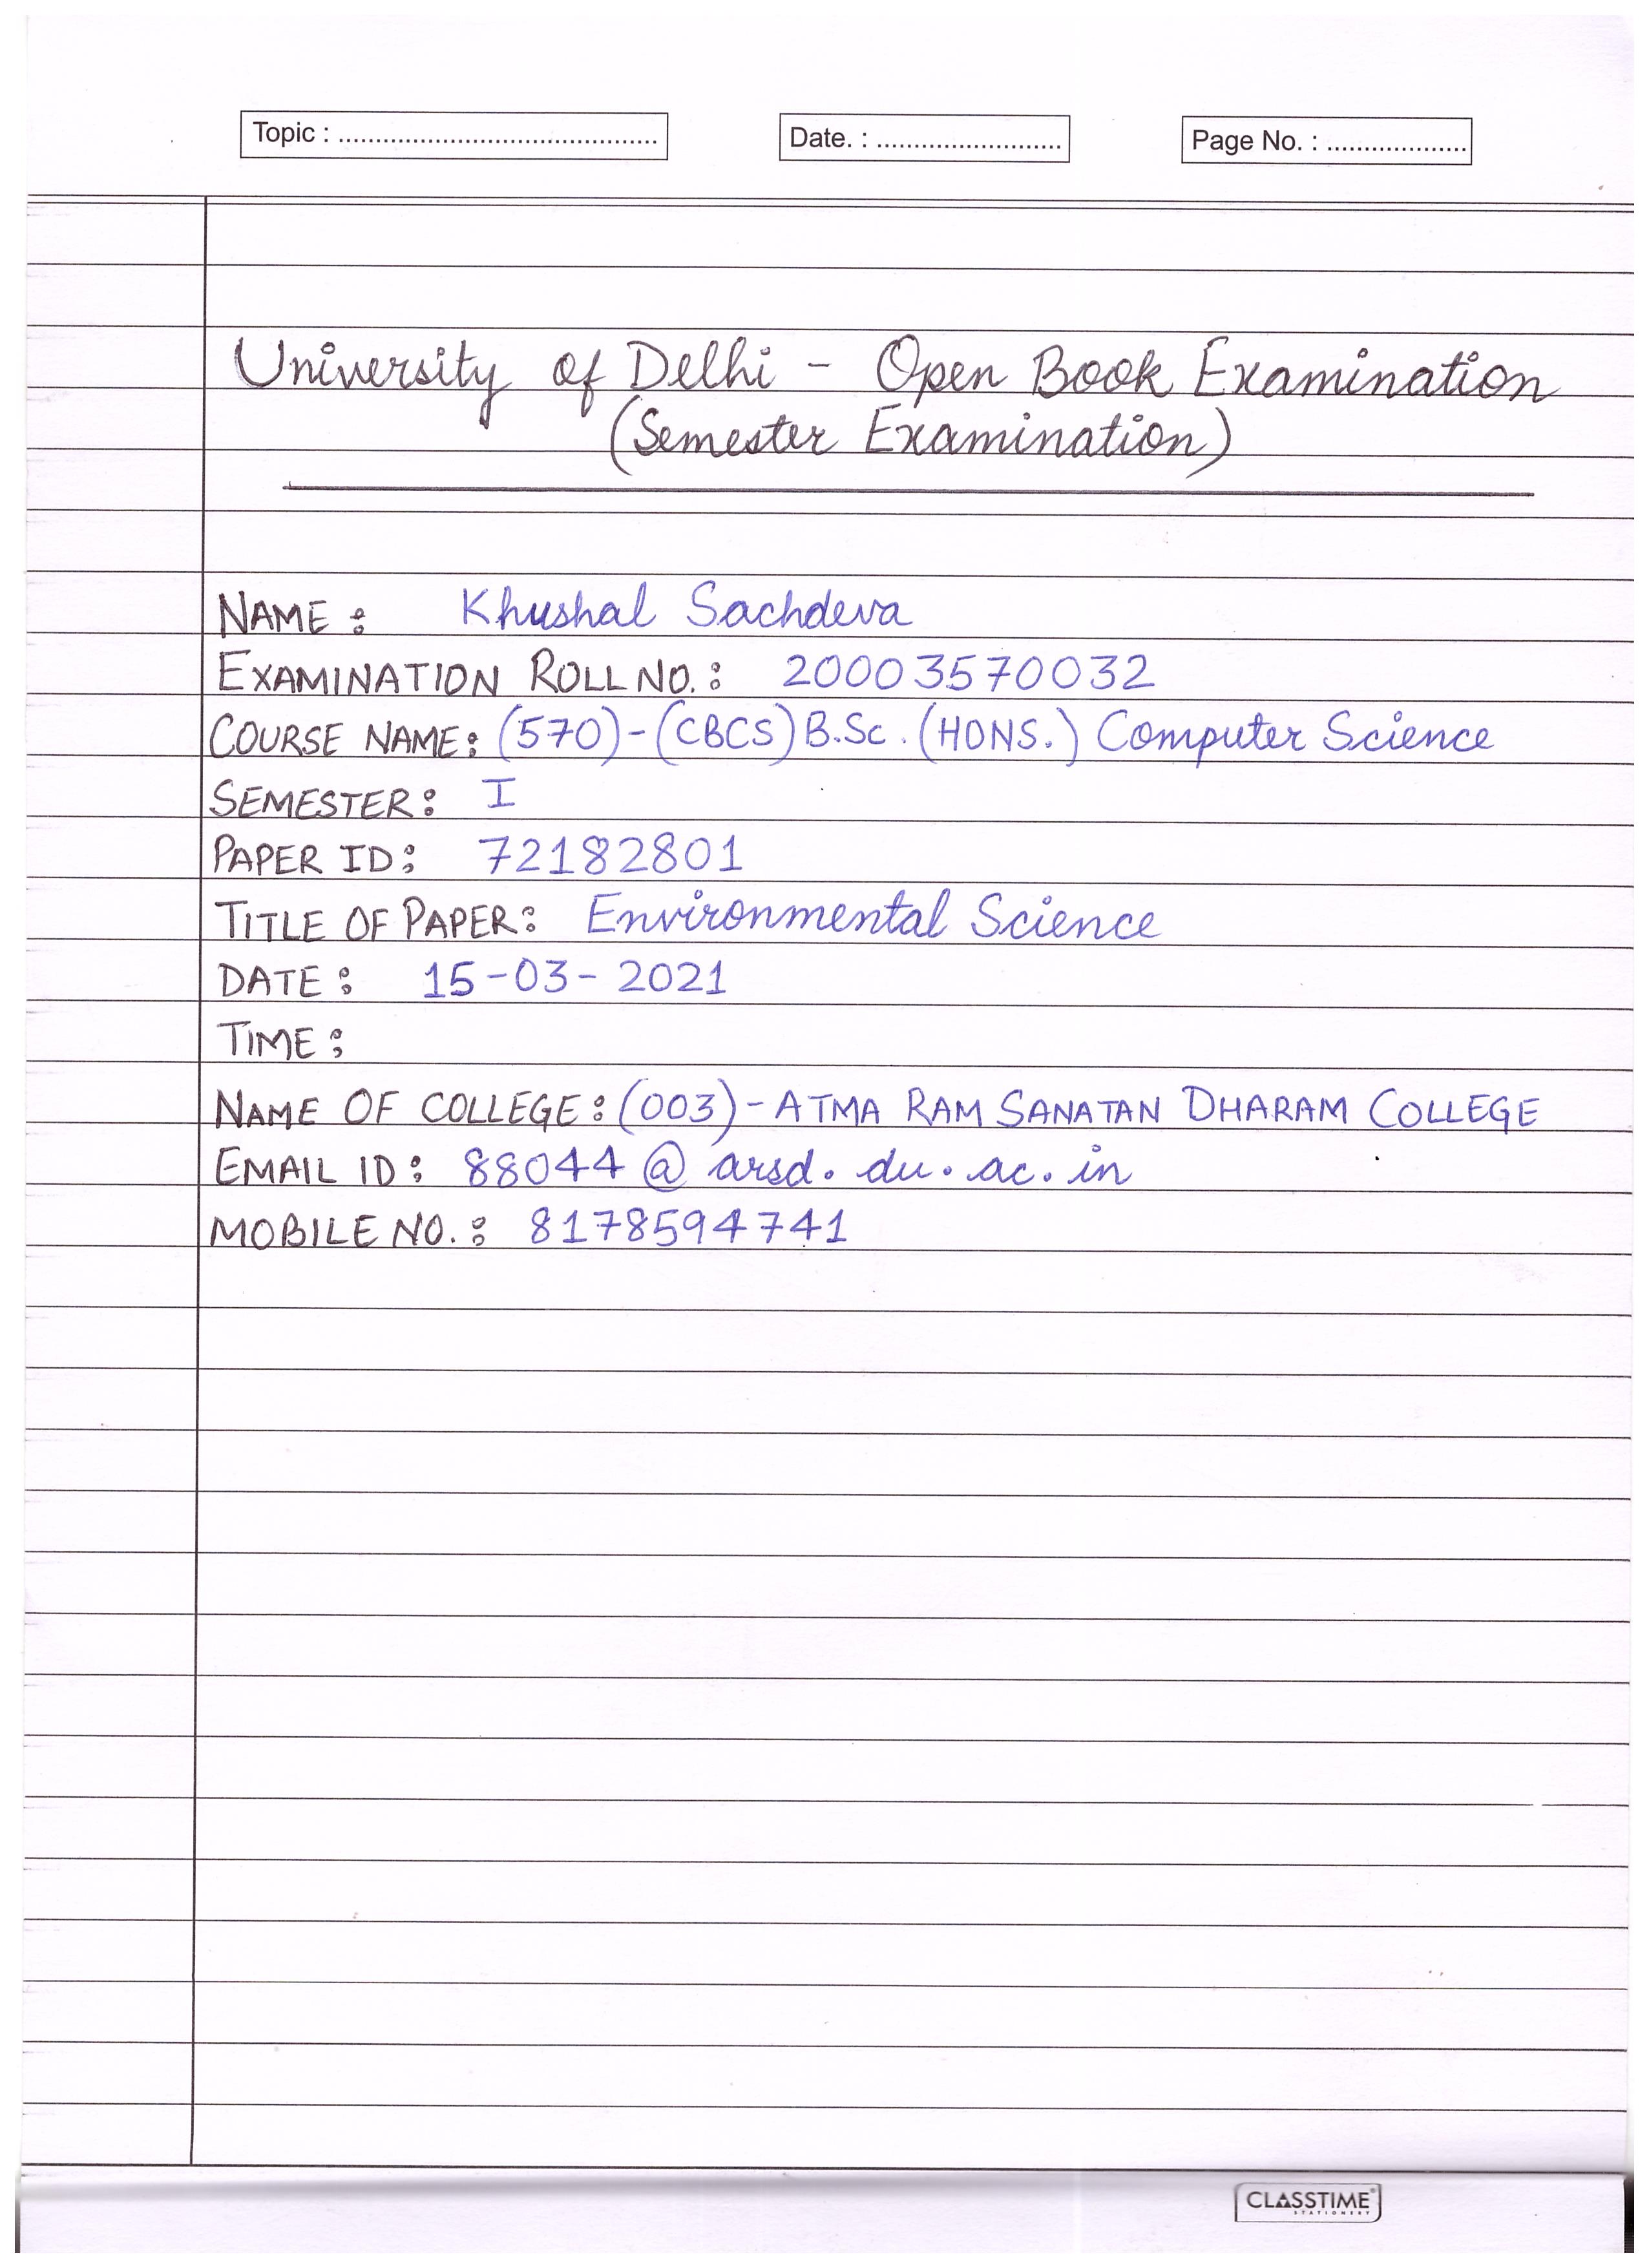 Topic : ............................................
Date. : .........................
Page No. : ...................
University of Delhi - Open Book Examination
(Semester Examination)
NAME : Khushal Sachdeva
EXAMINATION ROLL NO. : 20003570032
COURSE NAME: (570)-(CBCS) B.Sc. (HONS.) Computer Science
SEMESTER: I
PAPER ID: 72182801
TITLE OF PAPER: Environmental Science
DATE : 15-03-2021
TIME :
NAME OF COLLEGE: (003)-ATMA RAM SANATAN DHARAM COLLEGE
EMAIL ID: 88044@arsd.du.ac.in
MOBILE NO. : 8178594741
CLASSTIME
STATIONERY